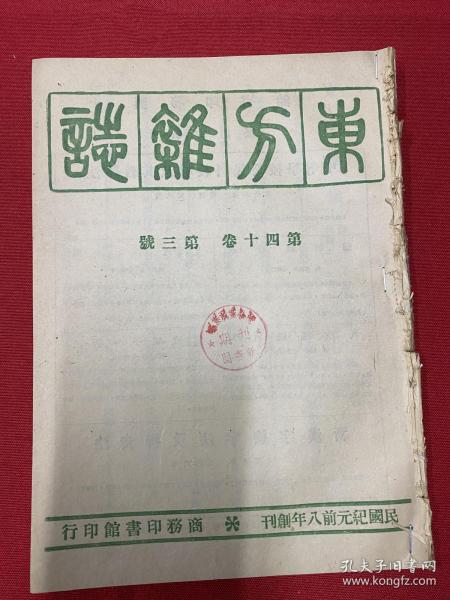 東方雜誌
第四十卷 第三號
民國紀元前八年創刊 商務印書館印行
孔夫子旧书网
www.kongfz.com